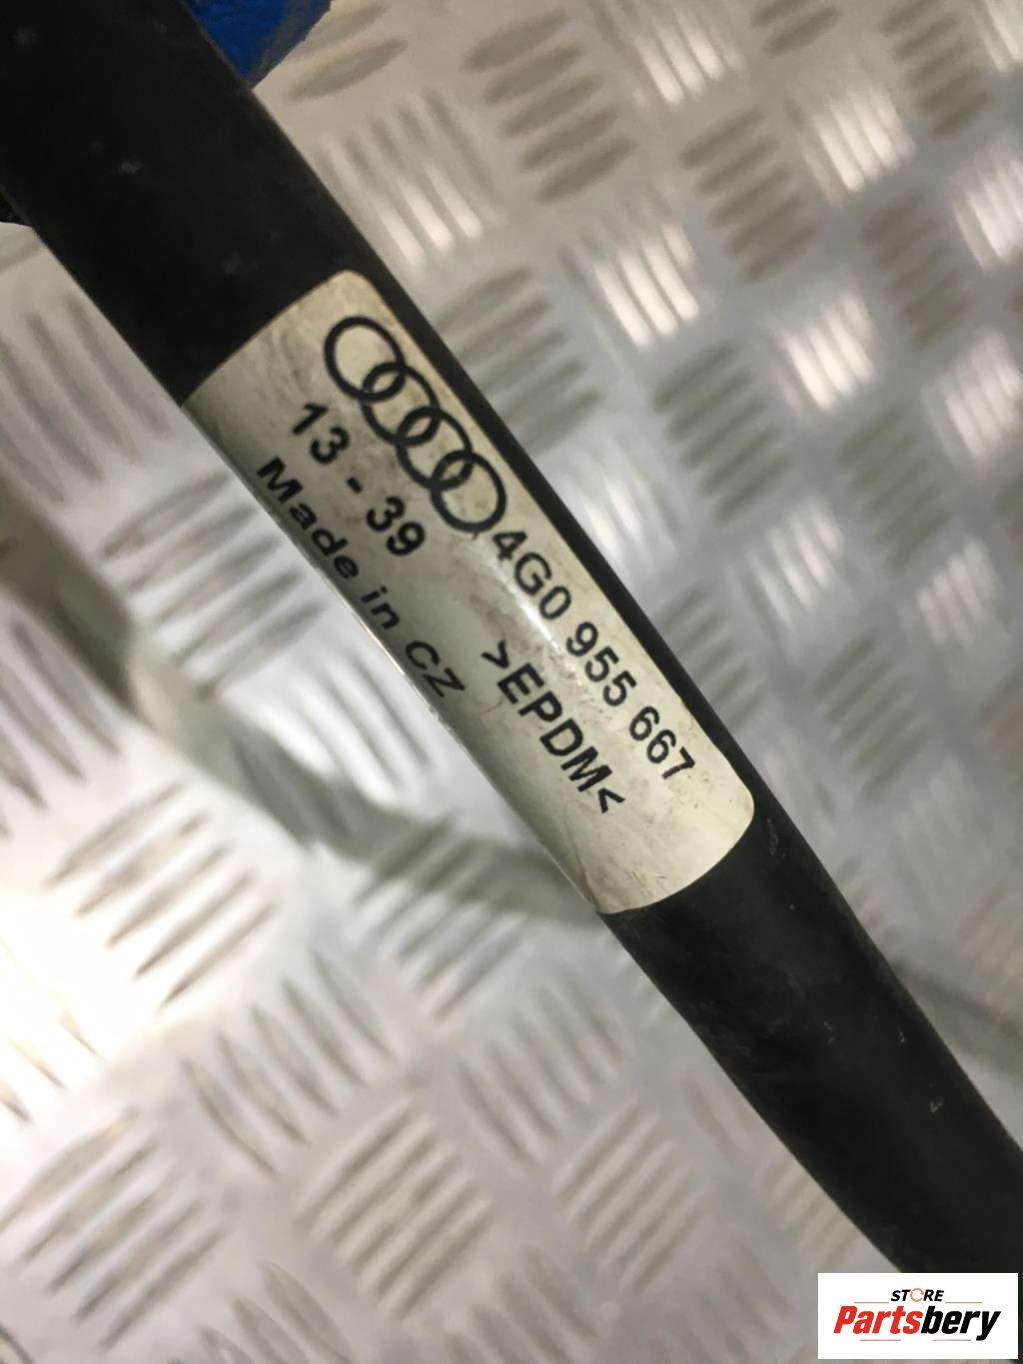 4G0 955 667
13 - 39
>EPDM<
Made in CZ
STORE
Partsbery